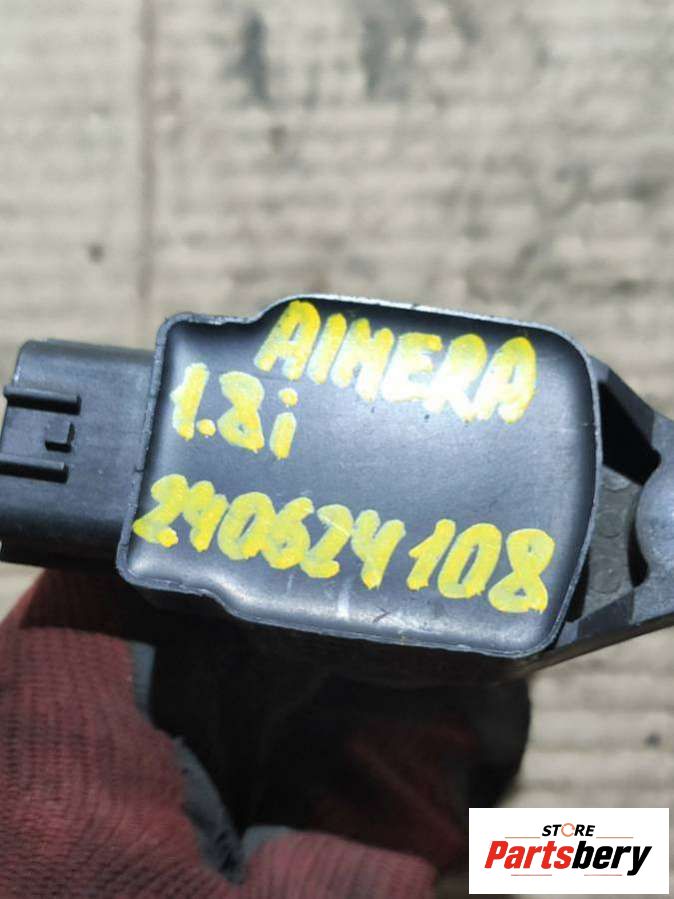 AIMERA
1.8i
240624108
STORE
Partsbery